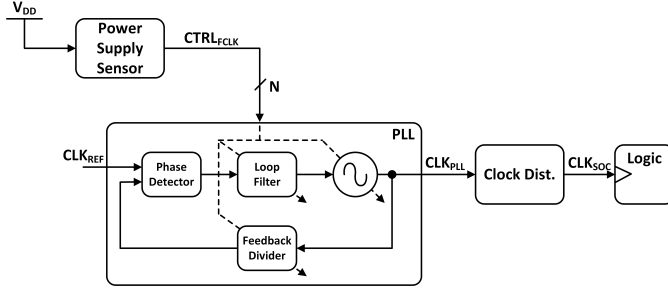 VDD
Power
Supply
Sensor
CTRLFCLK
N
PLL
CLKREF
Phase
Detector
Loop
Filter
CLKPLL
Clock Dist.
CLKSOC
Logic
Feedback
Divider